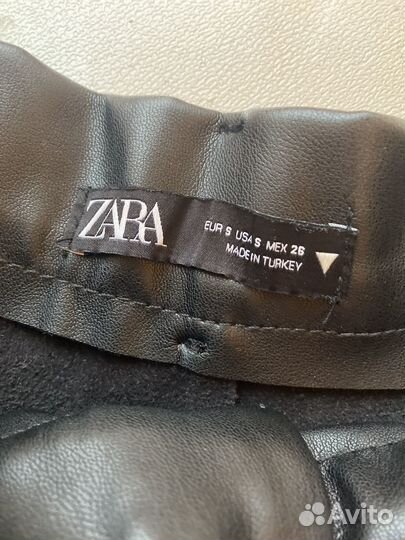 ZARA
EUR S USA S MEX 26
MADE IN TURKEY
Avito